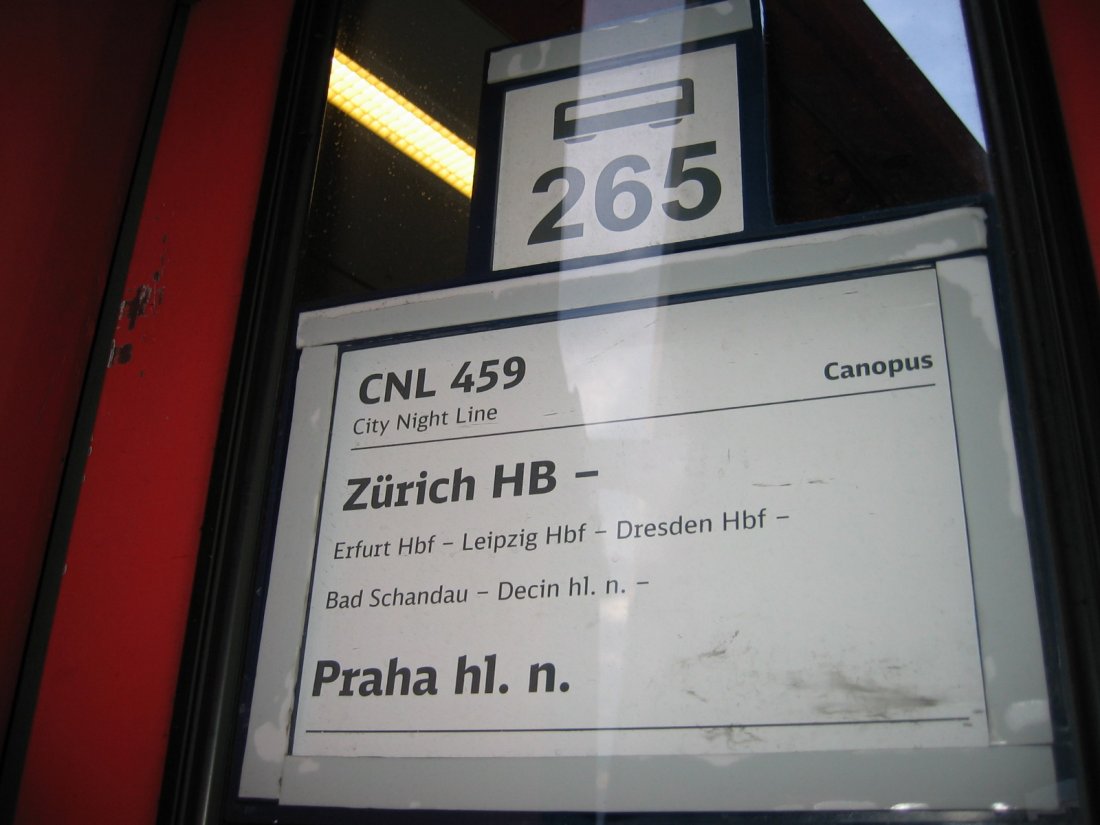 265
CNL 459 Canopus
City Night Line
Zürich HB –
Erfurt Hbf – Leipzig Hbf – Dresden Hbf –
Bad Schandau – Decin hl. n. –
Praha hl. n.